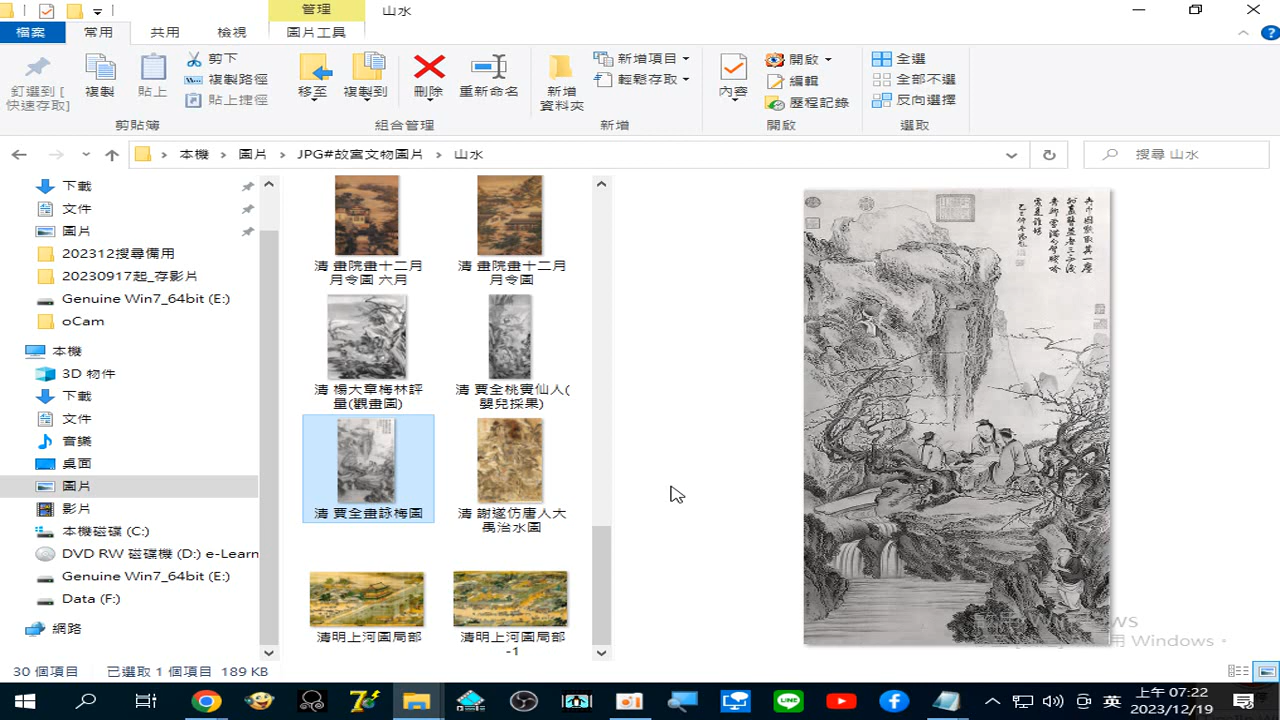 管理
山水
檔案
常用
共用
檢視
圖片工具
釘選到 [
快速存取]
複製
貼上
剪下
複製路徑
貼上捷徑
剪貼簿
移至
複製到
刪除
重新命名
組合管理
新增
資料夾
新增項目
輕鬆存取
新增
內容
開啟
編輯
歷程記錄
開啟
全選
全部不選
反向選擇
選取
本機 › 圖片 › JPG#故宮文物圖片 › 山水
搜尋 山水
下載
文件
圖片
202312搜尋備用
20230917起_存影片
Genuine Win7_64bit (E:)
oCam
本機
3D 物件
下載
文件
音樂
桌面
圖片
影片
本機磁碟 (C:)
DVD RW 磁碟機 (D:) e-Learn
Genuine Win7_64bit (E:)
Data (F:)
網路
清 畫院畫十二月
月令圖 六月
清 畫院畫十二月
月令圖
清 楊大章梅林評
量(觀畫圖)
清 賈全桃實仙人(
嬰兒採果)
清 賈全畫詠梅圖
清 謝遂仿唐人大
禹治水圖
清明上河圖局部
清明上河圖局部
-1
30 個項目
已選取 1 個項目 189 KB
英
上午 07:22
2023/12/19